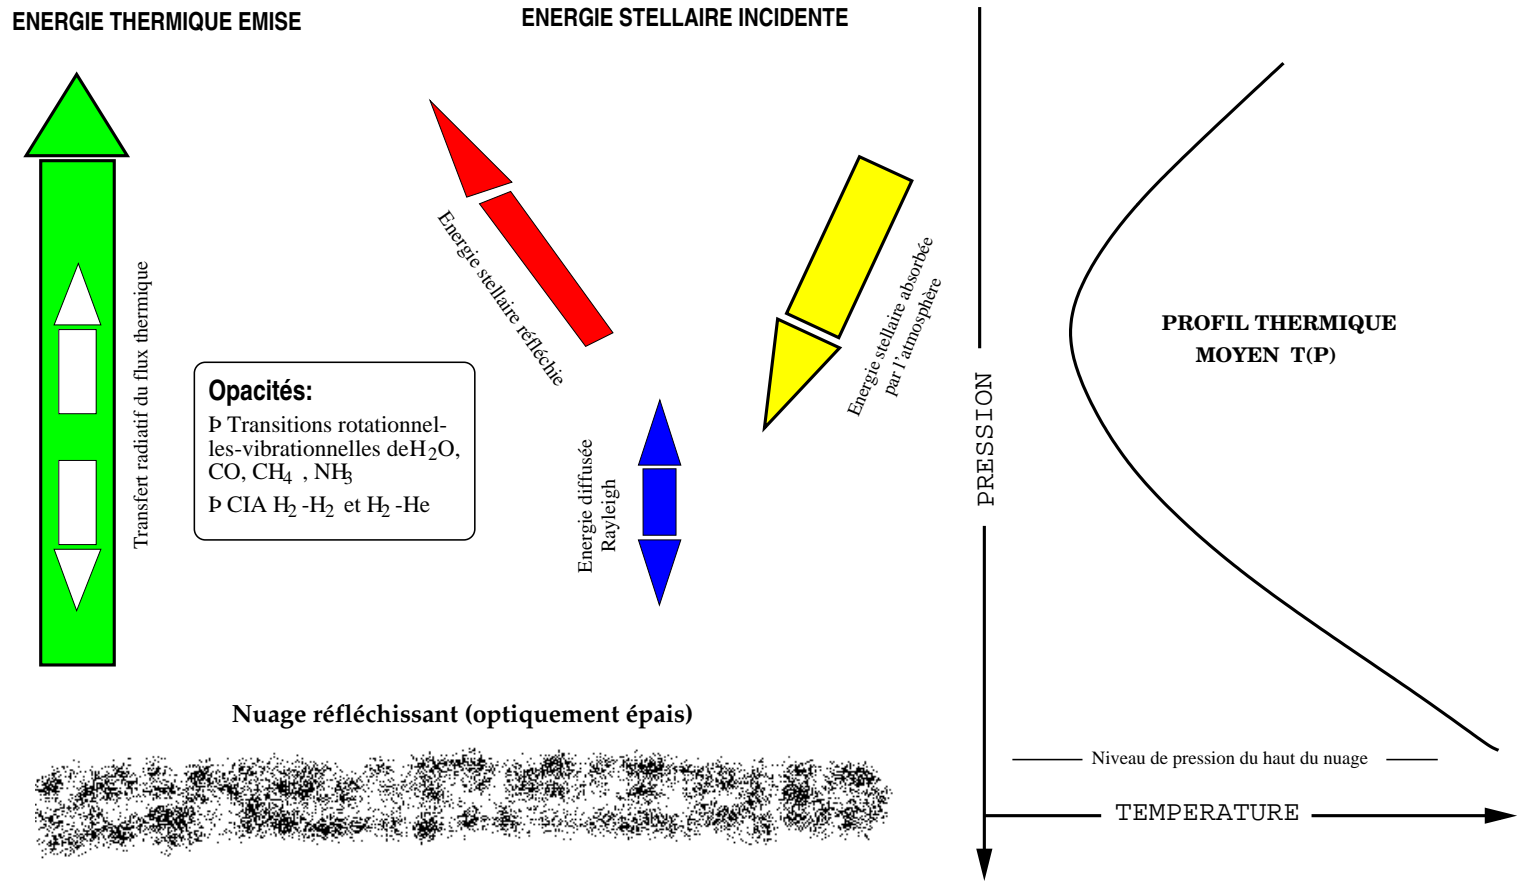 ENERGIE THERMIQUE EMISE
ENERGIE STELLAIRE INCIDENTE
Transfert radiatif du flux thermique
Energie stellaire réfléchie
Energie stellaire absorbée
par l'atmosphère
Opacités:
Þ Transitions rotationnel-
les-vibrationnelles deH2O,
CO, CH4 , NH3
Þ CIA H2 -H2 et H2 -He
Energie diffusée
Rayleigh
PRESSION
PROFIL THERMIQUE
MOYEN T(P)
Nuage réfléchissant (optiquement épais)
Niveau de pression du haut du nuage
TEMPERATURE